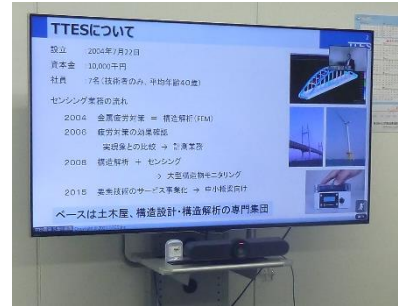 TTESについて
設立 2004年7月22日
資本金 10,000千円
社員 7名(技術者のみ、平均年齢40歳)
センシング業務の流れ
2004 金属疲労対策 = 構造解析(FEM)
2006 疲労対策の効果確認
実現象との比較 → 計測業務
2008 構造解析 + センシング
> 大型構造物モニタリング
2015 要素技術のサービス事業化 → 中小橋梁向け
ベースは土木屋、構造設計・構造解析の専門集団